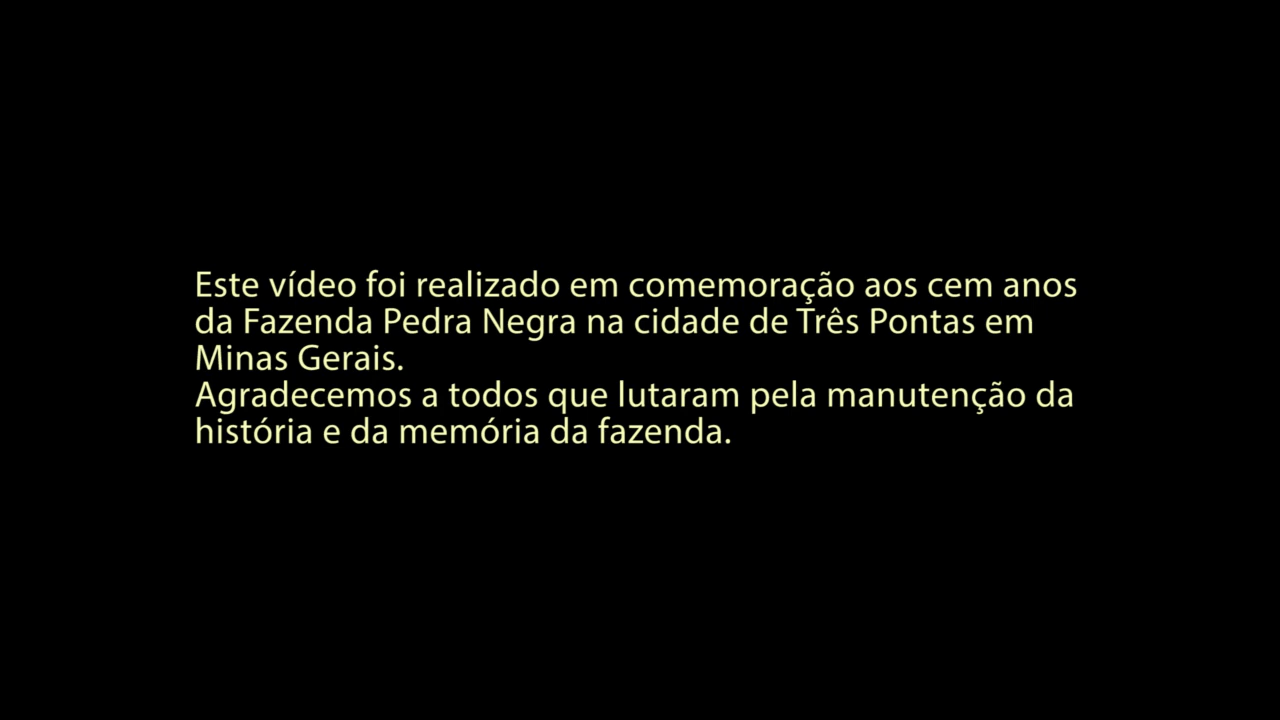 Este vídeo foi realizado em comemoração aos cem anos
da Fazenda Pedra Negra na cidade de Três Pontas em
Minas Gerais.
Agradecemos a todos que lutaram pela manutenção da
história e da memória da fazenda.